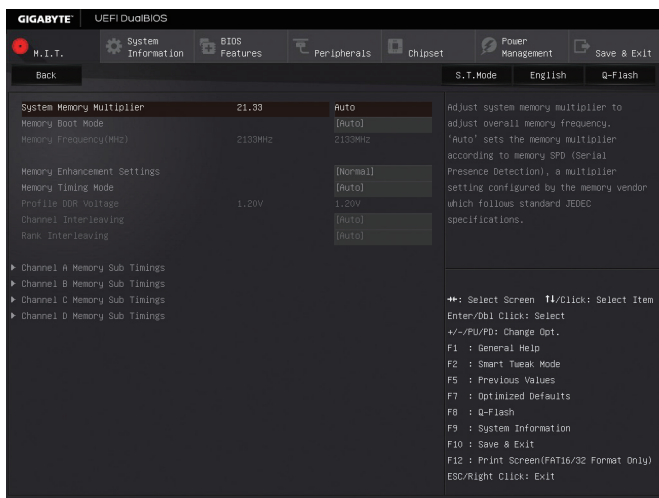 GIGABYTE™ UEFI DualBIOS
M.I.T.
System Information
BIOS Features
Peripherals
Chipset
Power Management
Save & Exit
Back
S.T.Mode English Q-Flash
System Memory Multiplier 21.33 Auto
Memory Boot Mode [Auto]
Memory Frequency(MHz) 2133MHz 2133MHz
Memory Enhancement Settings [Normal]
Memory Timing Mode [Auto]
Profile DDR Voltage 1.20V 1.20V
Channel Interleaving [Auto]
Rank Interleaving [Auto]
Channel A Memory Sub Timings
Channel B Memory Sub Timings
Channel C Memory Sub Timings
Channel D Memory Sub Timings
Adjust system memory multiplier to
adjust overall memory frequency.
'Auto' sets the memory multiplier
according to memory SPD (Serial
Presence Detection), a multiplier
setting configured by the memory vendor
which follows standard JEDEC
specifications.
→←: Select Screen ↑↓/Click: Select Item
Enter/Dbl Click: Select
+/-/PU/PD: Change Opt.
F1 : General Help
F2 : Smart Tweak Mode
F5 : Previous Values
F7 : Optimized Defaults
F8 : Q-Flash
F9 : System Information
F10 : Save & Exit
F12 : Print Screen(FAT16/32 Format Only)
ESC/Right Click: Exit